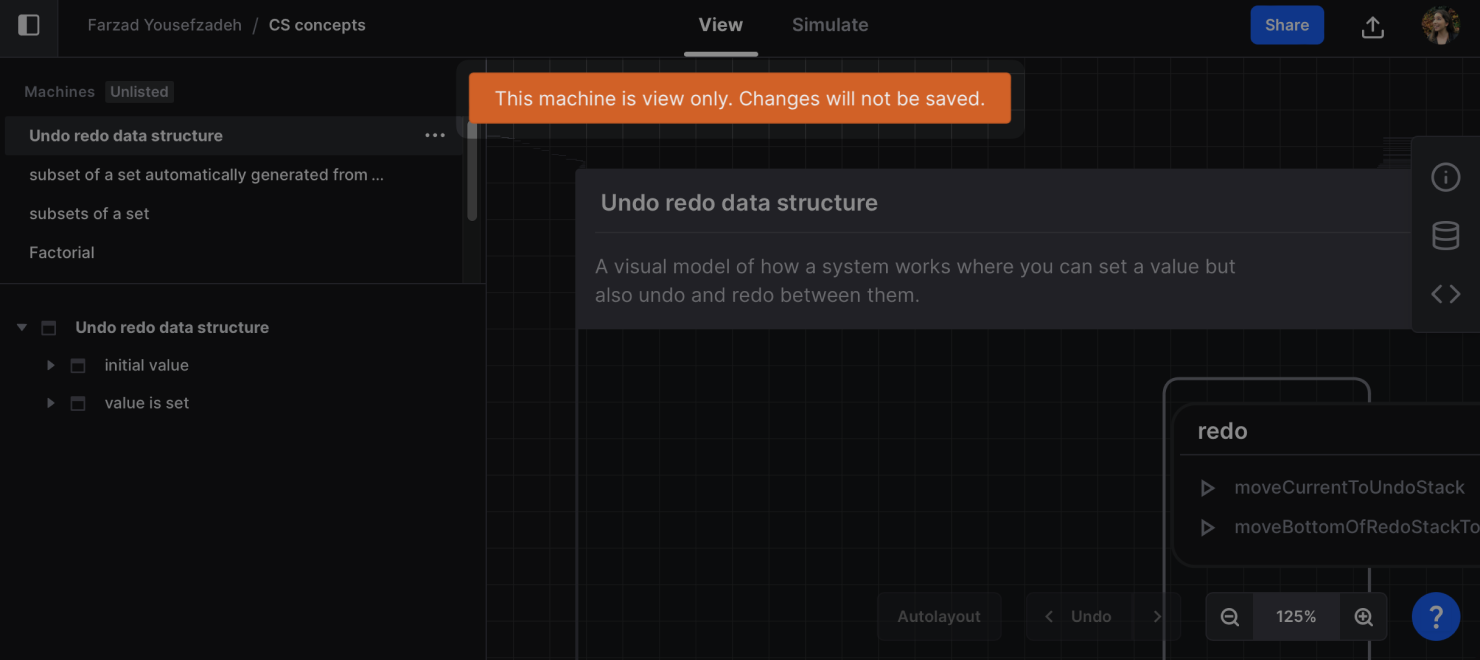 Farzad Yousefzadeh / CS concepts
View
Simulate
Share
Machines Unlisted
This machine is view only. Changes will not be saved.
Undo redo data structure
subset of a set automatically generated from ...
subsets of a set
Factorial
Undo redo data structure
A visual model of how a system works where you can set a value but
also undo and redo between them.
Undo redo data structure
initial value
value is set
redo
moveCurrentToUndoStack
moveBottomOfRedoStackTo
Autolayout
Undo
125%
?